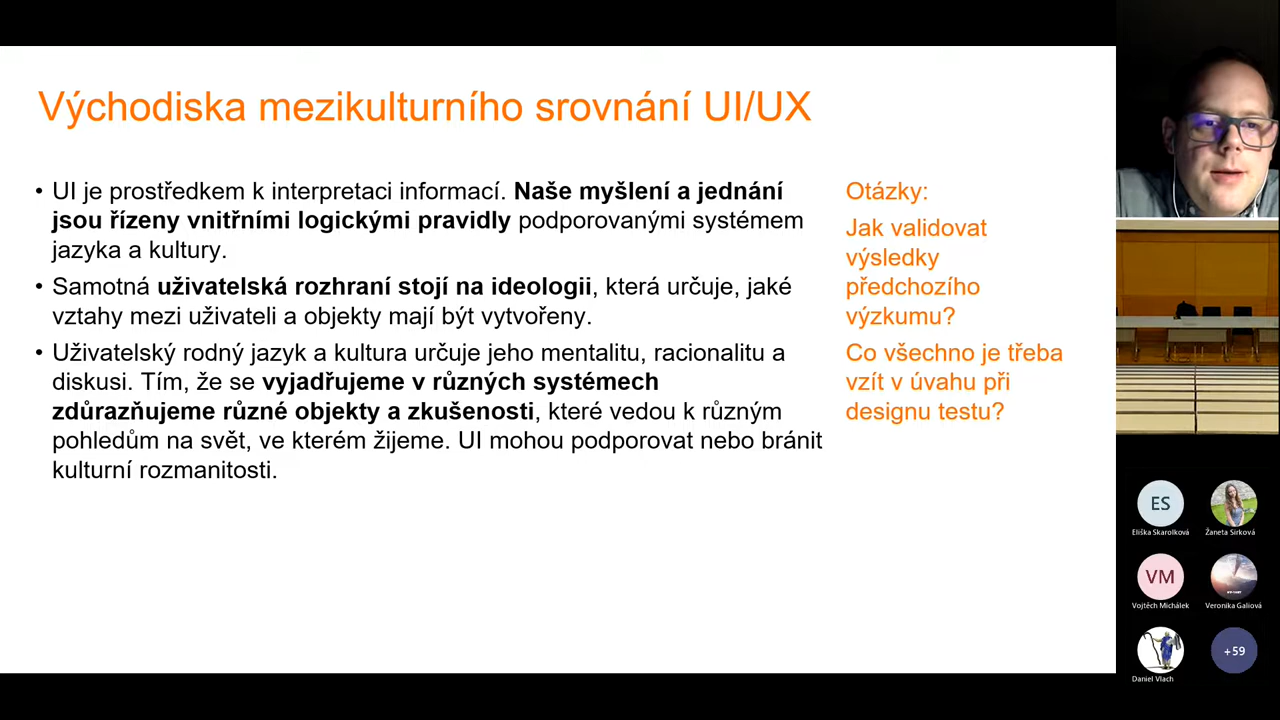 Východiska mezikulturního srovnání UI/UX
• UI je prostředkem k interpretaci informací. Naše myšlení a jednání
jsou řízeny vnitřními logickými pravidly podporovanými systémem
jazyka a kultury.
• Samotná uživatelská rozhraní stojí na ideologii, která určuje, jaké
vztahy mezi uživateli a objekty mají být vytvořeny.
• Uživatelský rodný jazyk a kultura určuje jeho mentalitu, racionalitu a
diskusi. Tím, že se vyjadřujeme v různých systémech
zdůrazňujeme různé objekty a zkušenosti, které vedou k různým
pohledům na svět, ve kterém žijeme. UI mohou podporovat nebo bránit
kulturní rozmanitosti.
Otázky:
Jak validovat
výsledky
předchozího
výzkumu?
Co všechno je třeba
vzít v úvahu při
designu testu?
ES
Eliška Skarolková
Žaneta Sirková
VM
Vojtěch Michálek
Veronika Galiová
Daniel Vlach
+59